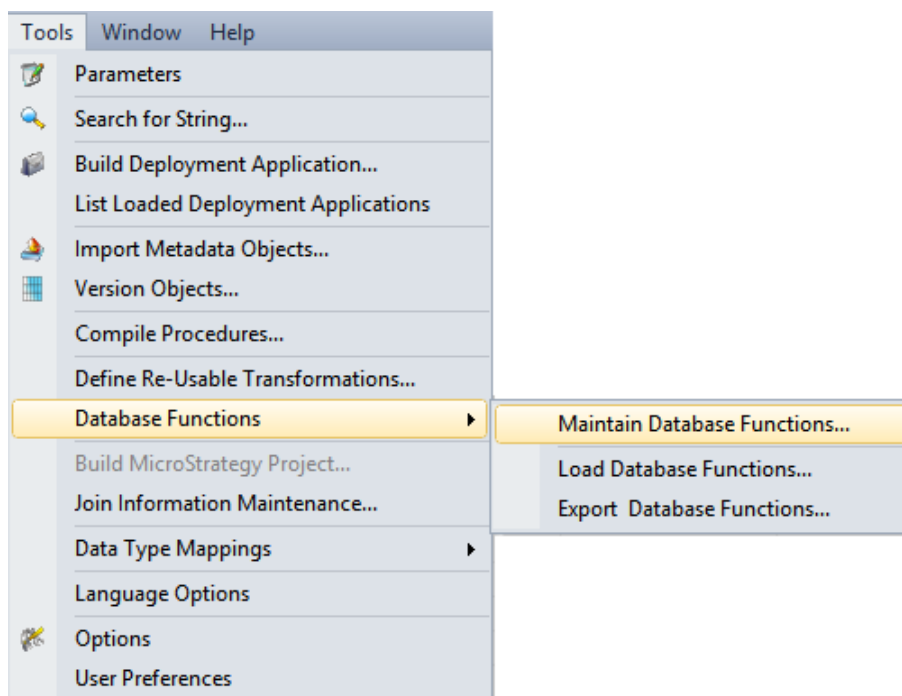 Tools Window Help
Parameters
Search for String...
Build Deployment Application...
List Loaded Deployment Applications
Import Metadata Objects...
Version Objects...
Compile Procedures...
Define Re-Usable Transformations...
Database Functions
Maintain Database Functions...
Load Database Functions...
Export  Database Functions...
Build MicroStrategy Project...
Join Information Maintenance...
Data Type Mappings
Language Options
Options
User Preferences